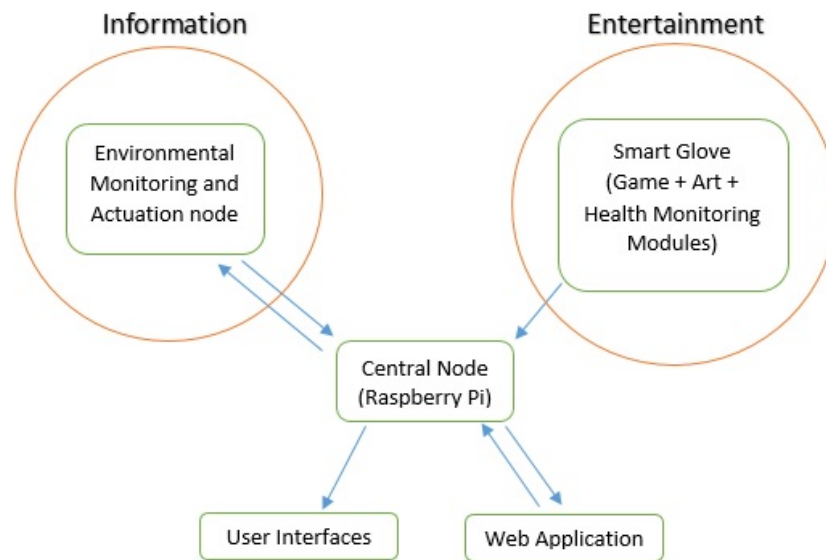 Information
Entertainment
Environmental
Monitoring and
Actuation node
Smart Glove
(Game + Art +
Health Monitoring
Modules)
Central Node
(Raspberry Pi)
User Interfaces
Web Application